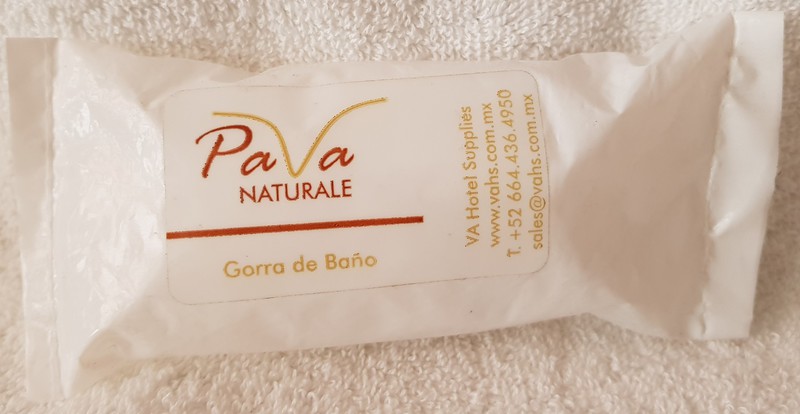 PaVa
NATURALE
Gorra de Baño
VA Hotel Supplies
www.vahs.com.mx
T. +52 664.436.4950
sales@vahs.com.mx